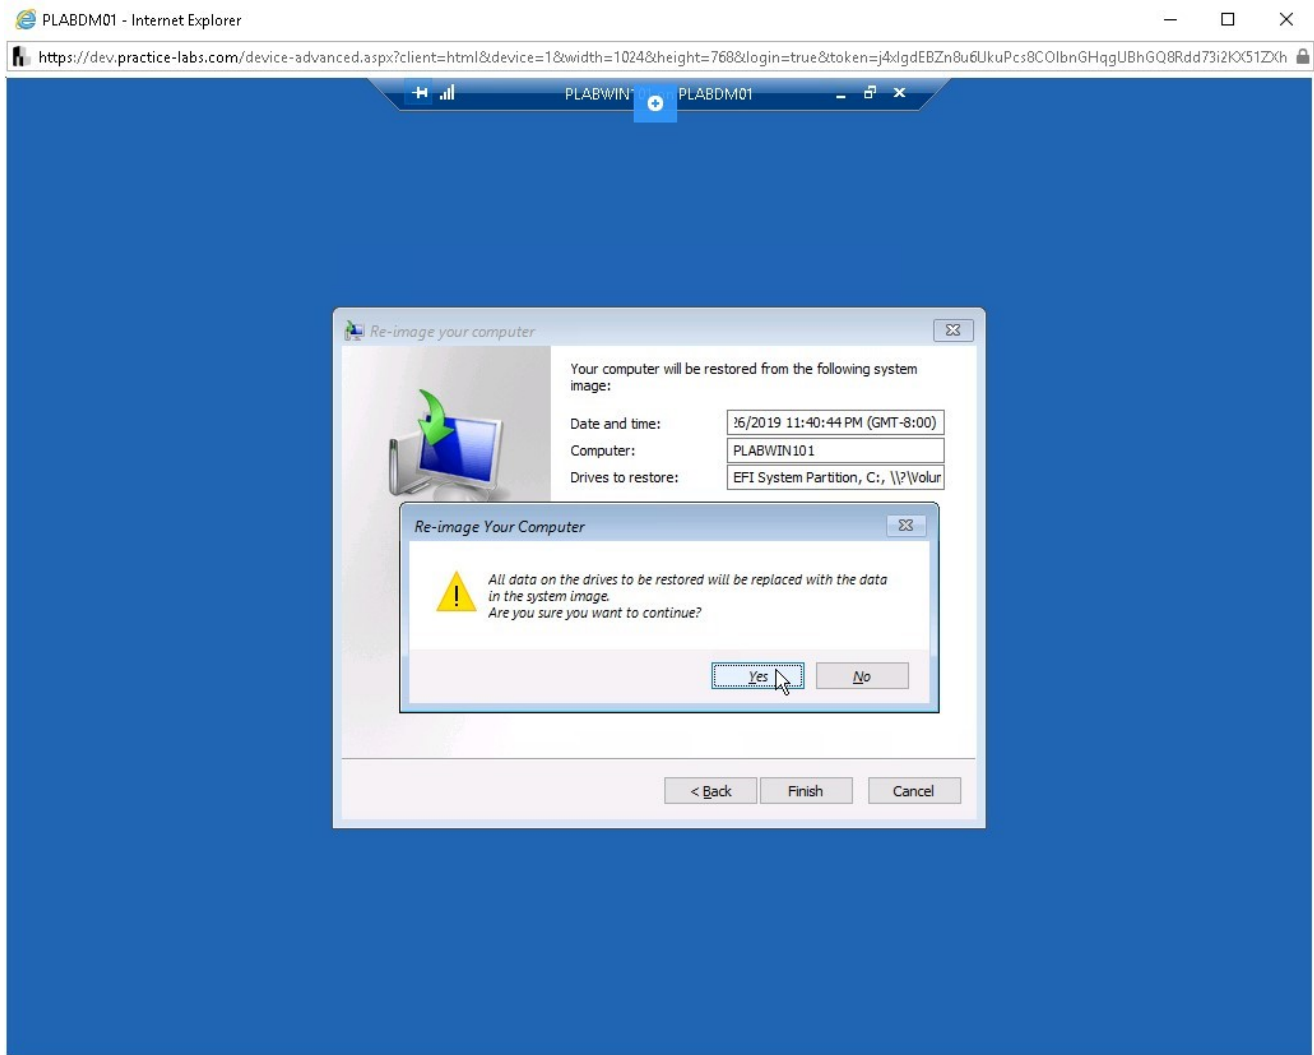 PLABDM01 - Internet Explorer
https://dev.practice-labs.com/device-advanced.aspx?client=html&device=1&width=1024&height=768&login=true&token=
PLABWIN PLABDM01
Re-image your computer
Your computer will be restored from the following system
image:
Date and time: 26/2019 11:40:44 PM (GMT-8:00)
Computer: PLABWIN101
Drives to restore: EFI System Partition, C:, \\?\Volur
Re-image Your Computer
All data on the drives to be restored will be replaced with the data
in the system image.
Are you sure you want to continue?
Yes No
< Back Finish Cancel